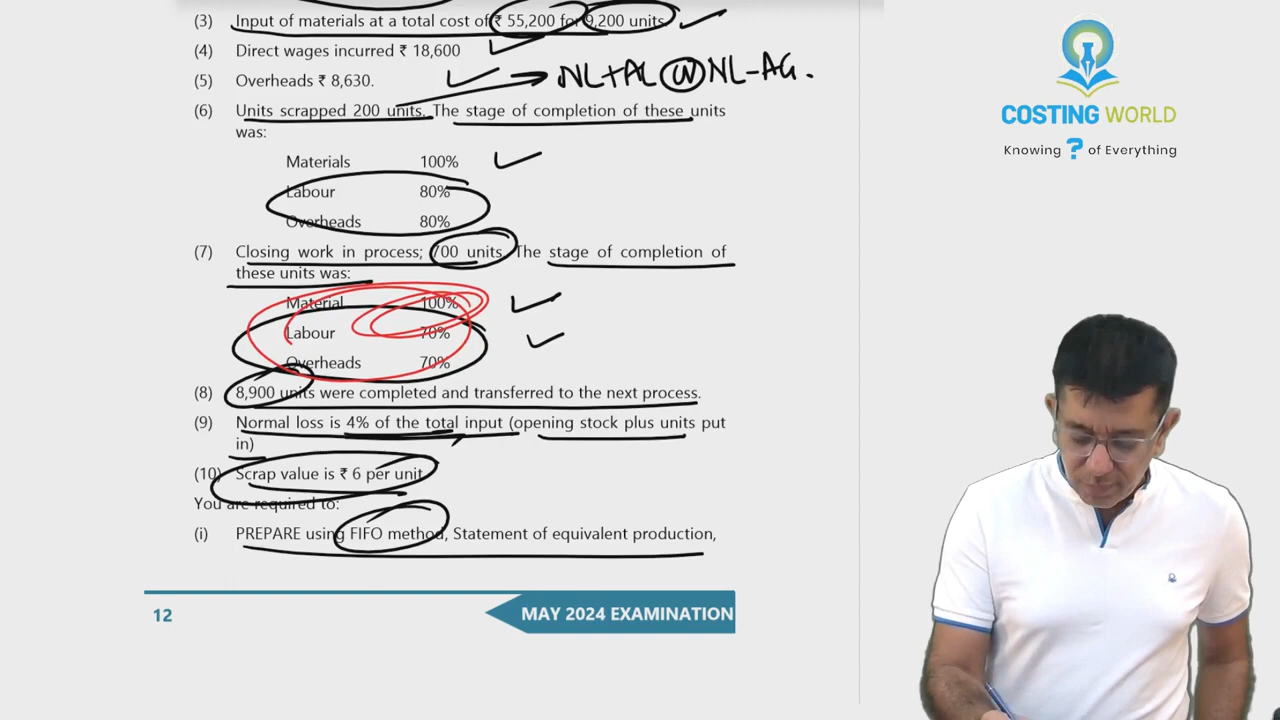 (3) Input of materials at a total cost of ₹ 55,200 for 9,200 units.
(4) Direct wages incurred ₹ 18,600
(5) Overheads ₹ 8,630.
NL+AL (or) NL-AG.
(6) Units scrapped 200 units. The stage of completion of these units
was:
Materials 100%
Labour 80%
Overheads 80%
(7) Closing work in process; 700 units. The stage of completion of
these units was:
Material 100%
Labour 70%
Overheads 70%
(8) 8,900 units were completed and transferred to the next process.
(9) Normal loss is 4% of the total input (opening stock plus units put
in)
(10) Scrap value is ₹ 6 per unit
You are required to:
(i) PREPARE using FIFO method, Statement of equivalent production,
12 MAY 2024 EXAMINATION
COSTING WORLD
Knowing ? of Everything